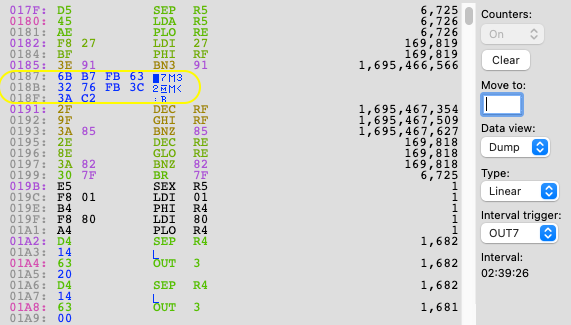 017F: D5 SEP R5 6,725
0180: 45 LDA R5 6,726
0181: AE PLO RE 6,726
0182: F8 27 LDI 27 169,819
0184: BF PHI RF 169,819
0185: 3E 91 BN3 91 1,695,466,566
0187: 6B B7 FB 63 7M3
018B: 32 76 FB 3C 2 M<
018F: 3A C2 :B
0191: 2F DEC RF 1,695,467,354
0192: 9F GHI RF 1,695,467,509
0193: 3A 85 BNZ 85 1,695,467,627
0195: 2E DEC RE 169,818
0196: 8E GLO RE 169,818
0197: 3A 82 BNZ 82 169,818
0199: 30 7F BR 7F 6,725
019B: E5 SEX R5 1
019C: F8 01 LDI 01 1
019E: B4 PHI R4 1
019F: F8 80 LDI 80 1
01A1: A4 PLO R4 1
01A2: D4 SEP R4 1,682
01A3: 14
01A4: 63 OUT 3 1,682
01A5: 20
01A6: D4 SEP R4 1,682
01A7: 14
01A8: 63 OUT 3 1,681
01A9: 00
Counters:
On
Clear
Move to:
Data view:
Dump
Type:
Linear
Interval trigger:
OUT7
Interval:
02:39:26